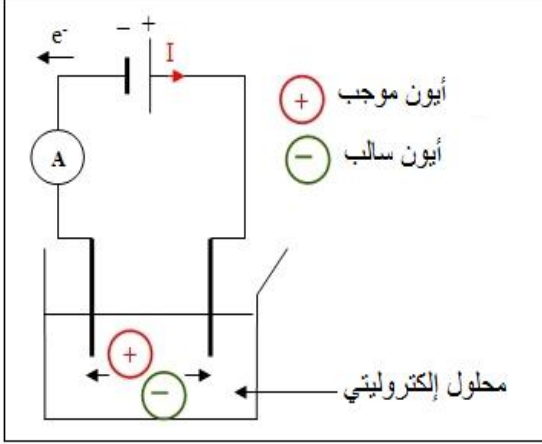 − +
e-
I
A
+ أيون موجب
− أيون سالب
+
−
محلول إلكتروليتي